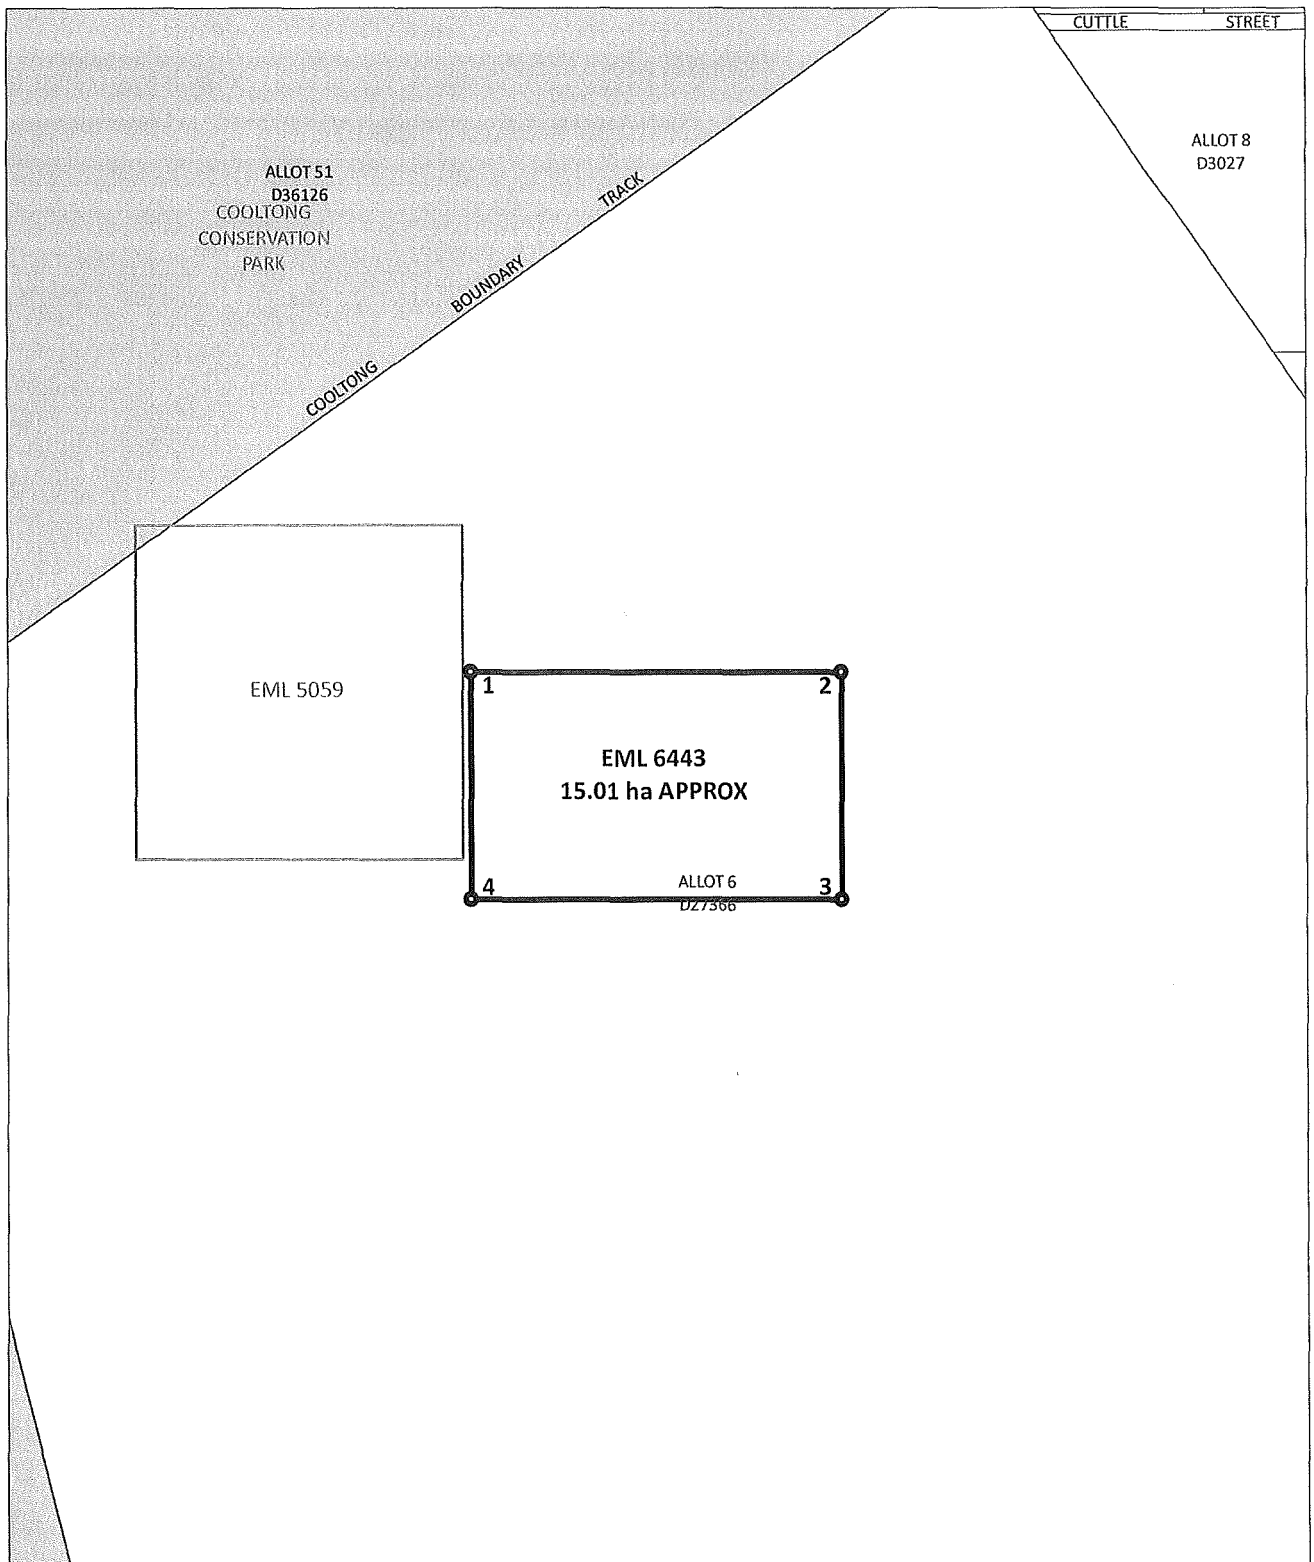 CUTTLE STREET
ALLOT 8
D3027
ALLOT 51
D36126
COOLTONG
CONSERVATION
PARK
COOLTONG BOUNDARY TRACK
EML 5059
1
2
EML 6443
15.01 ha APPROX
4
ALLOT 6
3
D27366